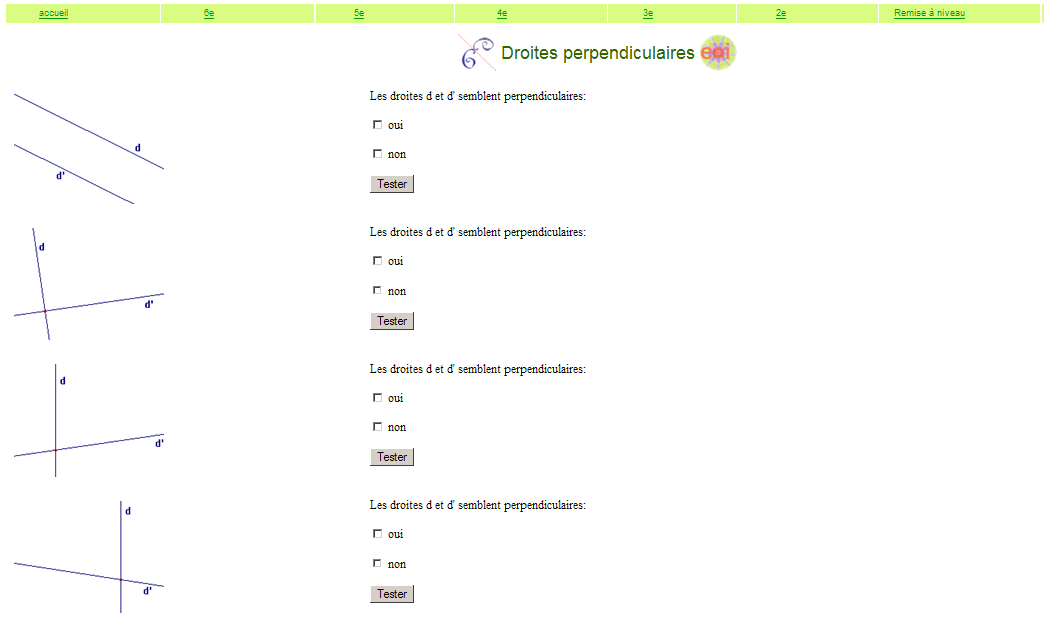 accueil 6e 5e 4e 3e 2e Remise à niveau
6e Droites perpendiculaires epi
Les droites d et d' semblent perpendiculaires:
d
oui
d'
non
Tester
Les droites d et d' semblent perpendiculaires:
d
oui
d'
non
Tester
Les droites d et d' semblent perpendiculaires:
d
oui
d'
non
Tester
Les droites d et d' semblent perpendiculaires:
d
oui
d'
non
Tester